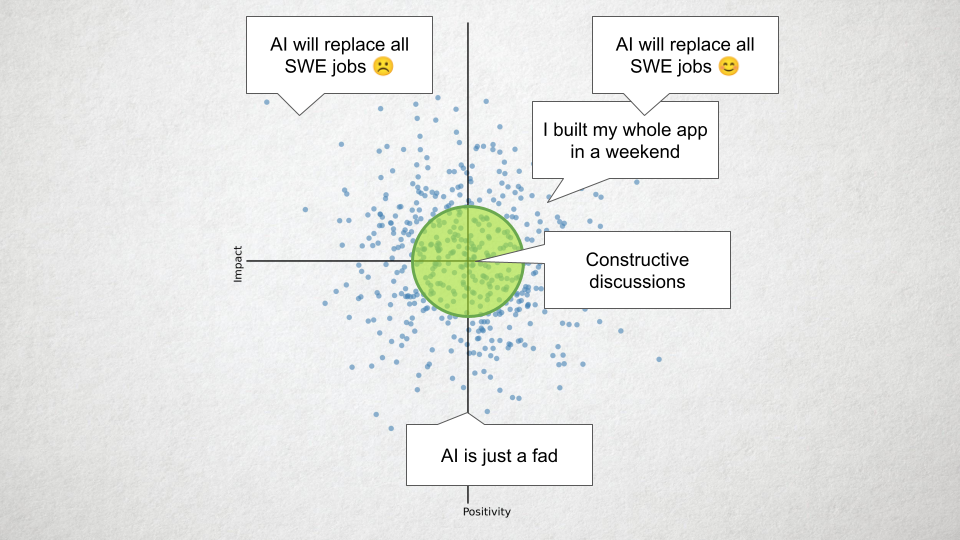 AI will replace all
SWE jobs ☹️
AI will replace all
SWE jobs 😊
I built my whole app
in a weekend
Constructive
discussions
Impact
AI is just a fad
Positivity